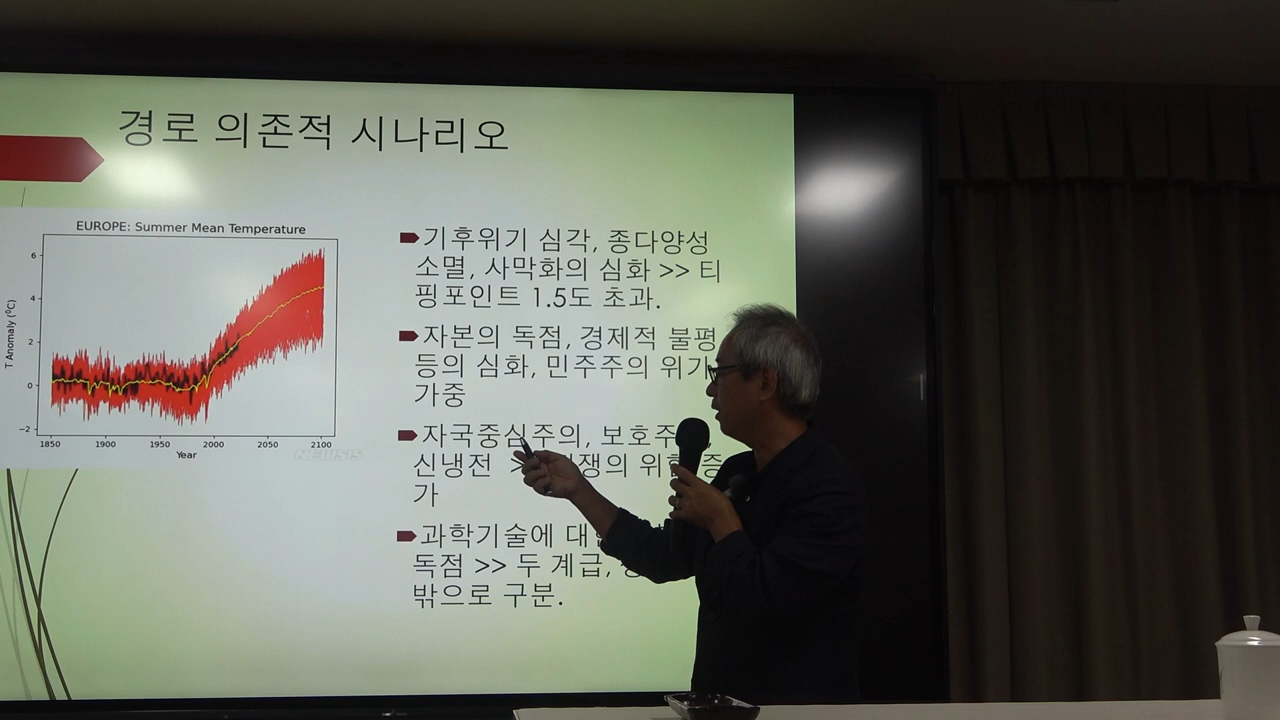 경로 의존적 시나리오
EUROPE: Summer Mean Temperature
T Anomaly (°C)
6
4
2
0
−2
1850 1900 1950 2000 2050 2100
Year
NEWSIS
기후위기 심각, 종다양성
소멸, 사막화의 심화 >> 티
핑포인트 1.5도 초과.
자본의 독점, 경제적 불평
등의 심화, 민주주의 위기
가중
자국중심주의,
신냉전
가
과학기술에
독점 >> 두 계급,
밖으로 구분.